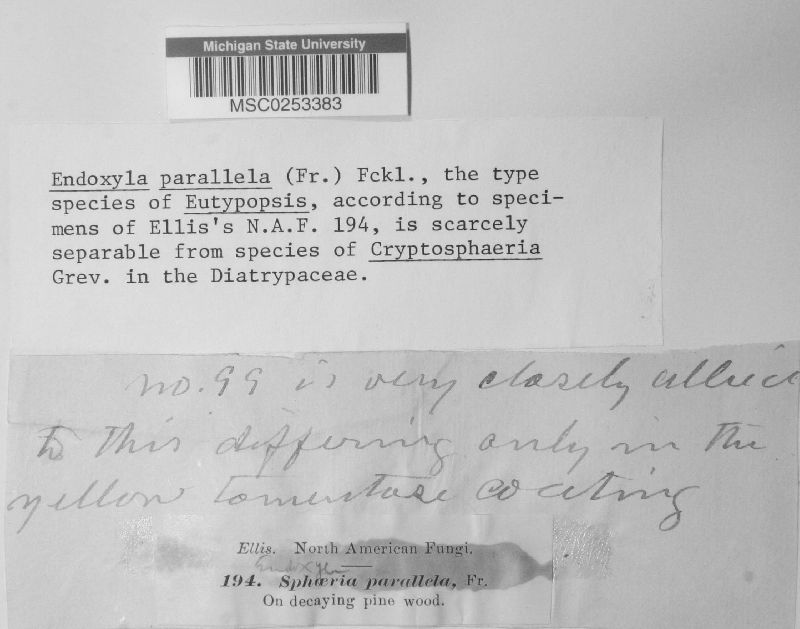 Michigan State University
MSC0253383
Endoxyla parallela (Fr.) Fckl., the type
species of Eutypopsis, according to speci-
mens of Ellis's N.A.F. 194, is scarcely
separable from species of Cryptosphaeria
Grev. in the Diatrypaceae.
no. 99 is very closely allied
to this differing only in the
yellow tomentose coating
Ellis. North American Fungi.
Endoxyla
194. Sphæria parallela, Fr.
On decaying pine wood.